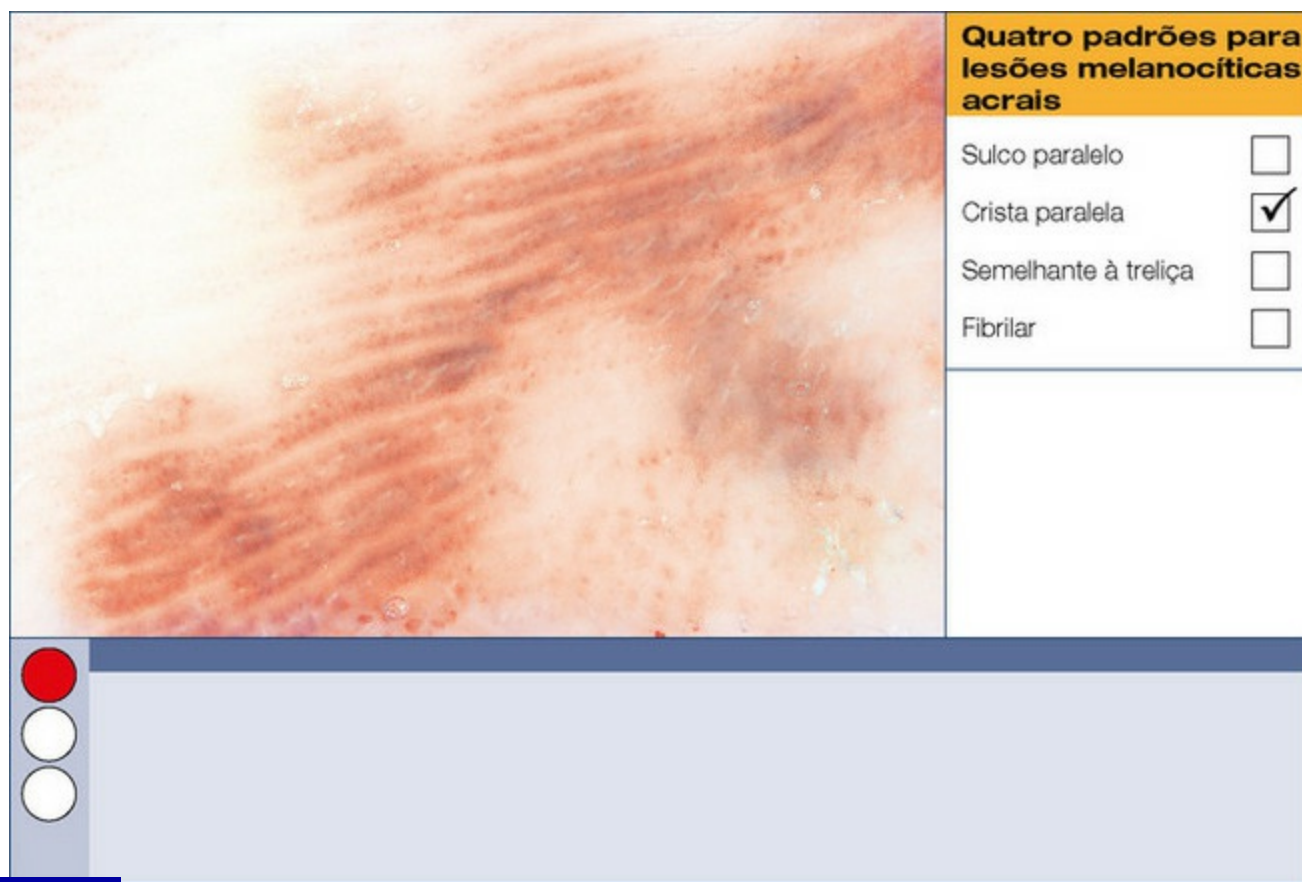 Quatro padrões para
lesões melanocíticas
acrais
Sulco paralelo
Crista paralela
Semelhante à treliça
Fibrilar